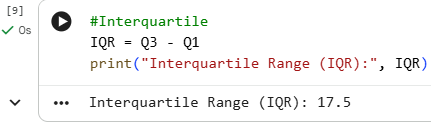 [9]
0s
#Interquartile
IQR = Q3 - Q1
print("Interquartile Range (IQR):", IQR)
Interquartile Range (IQR): 17.5